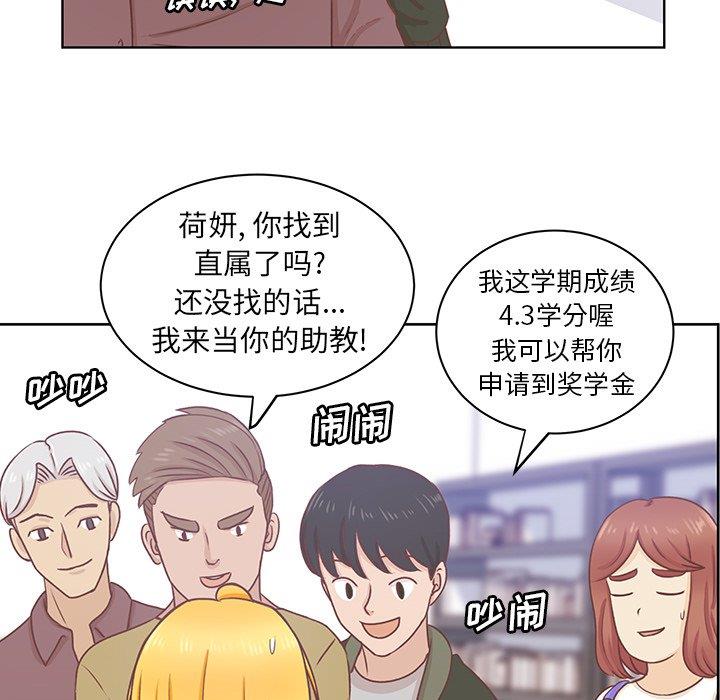 荷妍, 你找到
直属了吗?
还没找的话...
我来当你的助教!
我这学期成绩
4.3学分喔
我可以帮你
申请到奖学金
吵吵
闹闹
吵闹